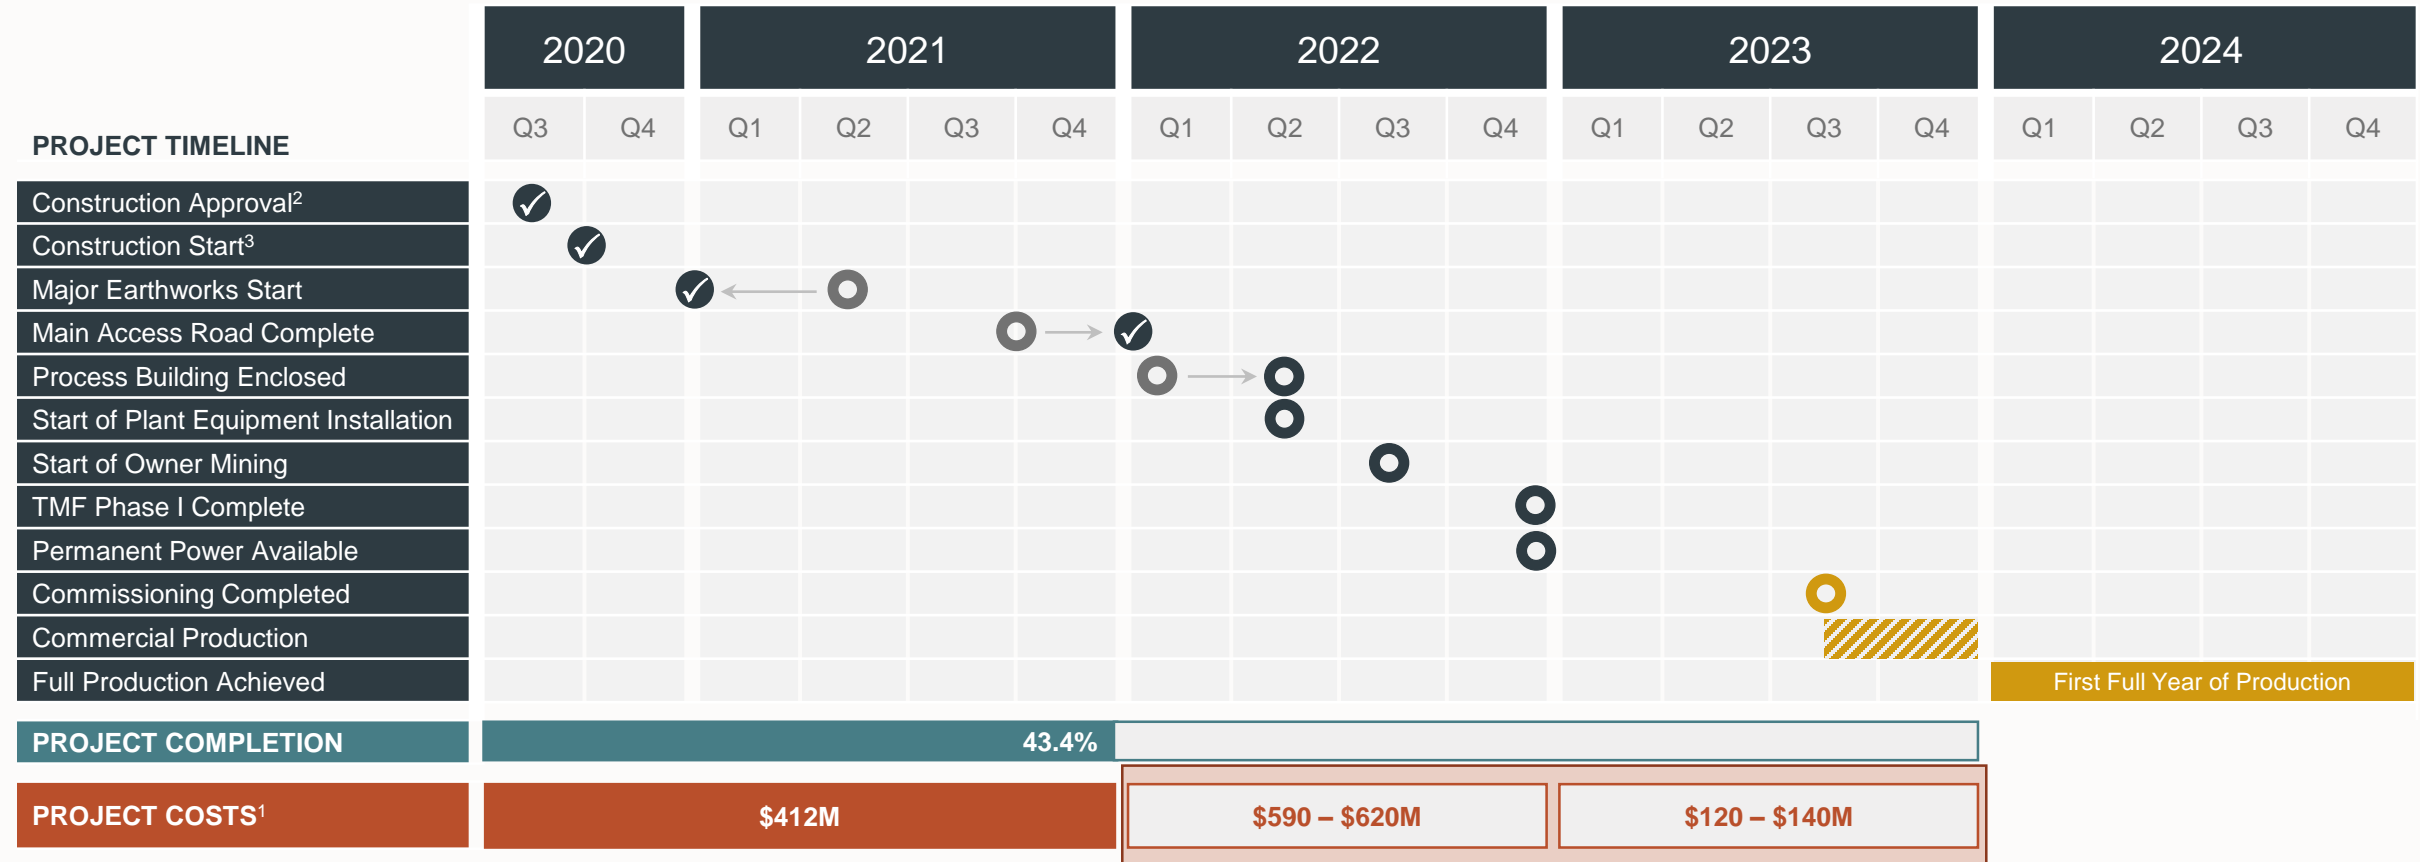 2020 2021 2022 2023 2024
Q3 Q4 Q1 Q2 Q3 Q4 Q1 Q2 Q3 Q4 Q1 Q2 Q3 Q4 Q1 Q2 Q3 Q4
PROJECT TIMELINE
Construction Approval²
Construction Start³
Major Earthworks Start
Main Access Road Complete
Process Building Enclosed
Start of Plant Equipment Installation
Start of Owner Mining
TMF Phase I Complete
Permanent Power Available
Commissioning Completed
Commercial Production
Full Production Achieved First Full Year of Production
PROJECT COMPLETION 43.4%
PROJECT COSTS¹ $412M $590 – $620M $120 – $140M